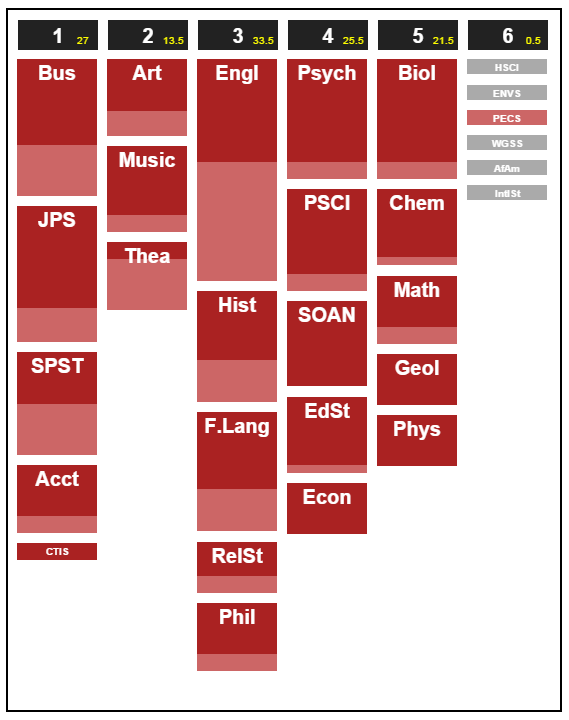 1 27
Bus
JPS
SPST
Acct
CTIS
2 13.5
Art
Music
Thea
3 33.5
Engl
Hist
F.Lang
RelSt
Phil
4 25.5
Psych
PSCI
SOAN
EdSt
Econ
5 21.5
Biol
Chem
Math
Geol
Phys
6 0.5
HSCI
ENVS
PECS
WGSS
AfAm
IntlSt